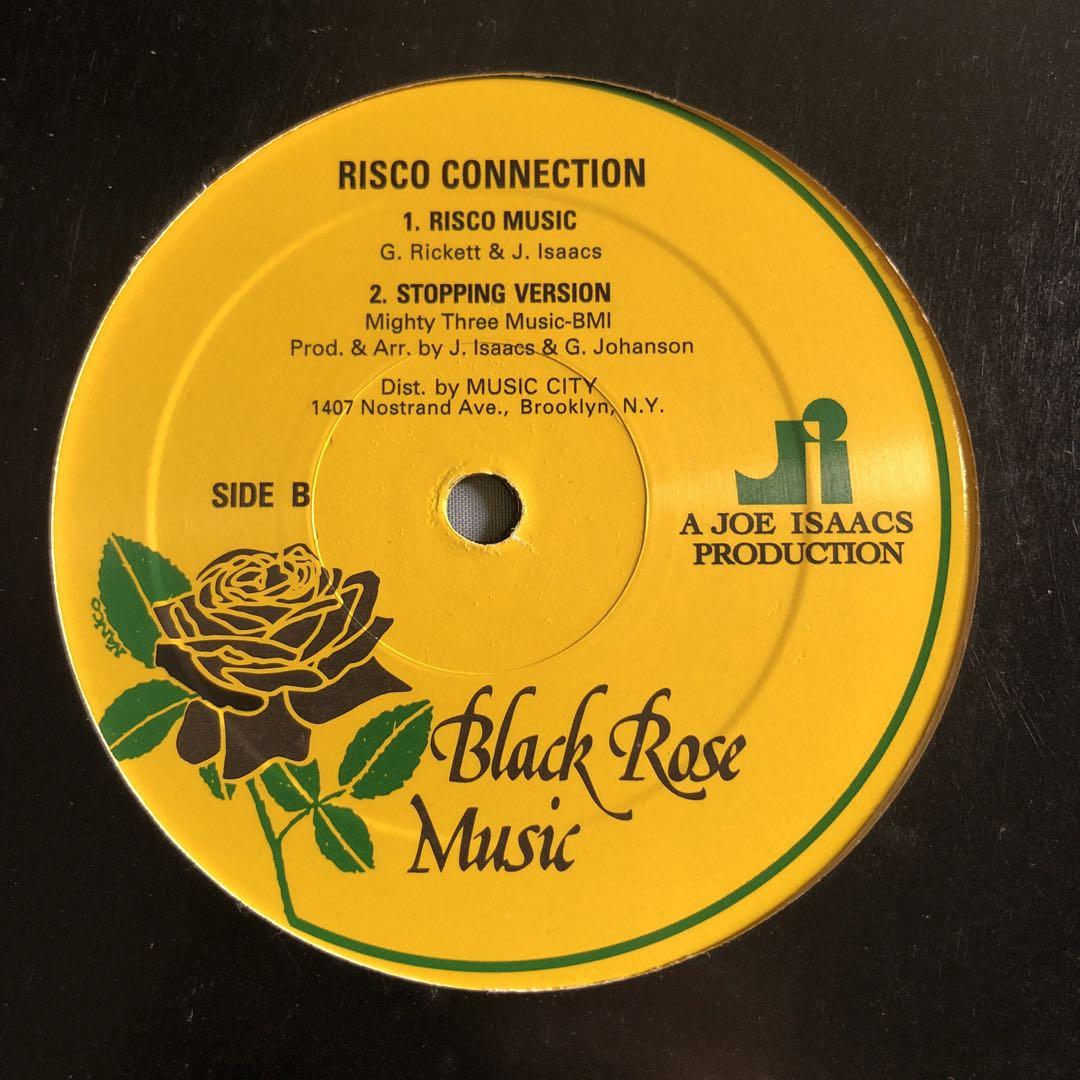 RISCO CONNECTION
1. RISCO MUSIC
G. Rickett & J. Isaacs
2. STOPPING VERSION
Mighty Three Music-BMI
Prod. & Arr. by J. Isaacs & G. Johanson
Dist. by MUSIC CITY
1407 Nostrand Ave., Brooklyn, N.Y.
SIDE B
Ji
A JOE ISAACS
PRODUCTION
NANCO
Black Rose
Music